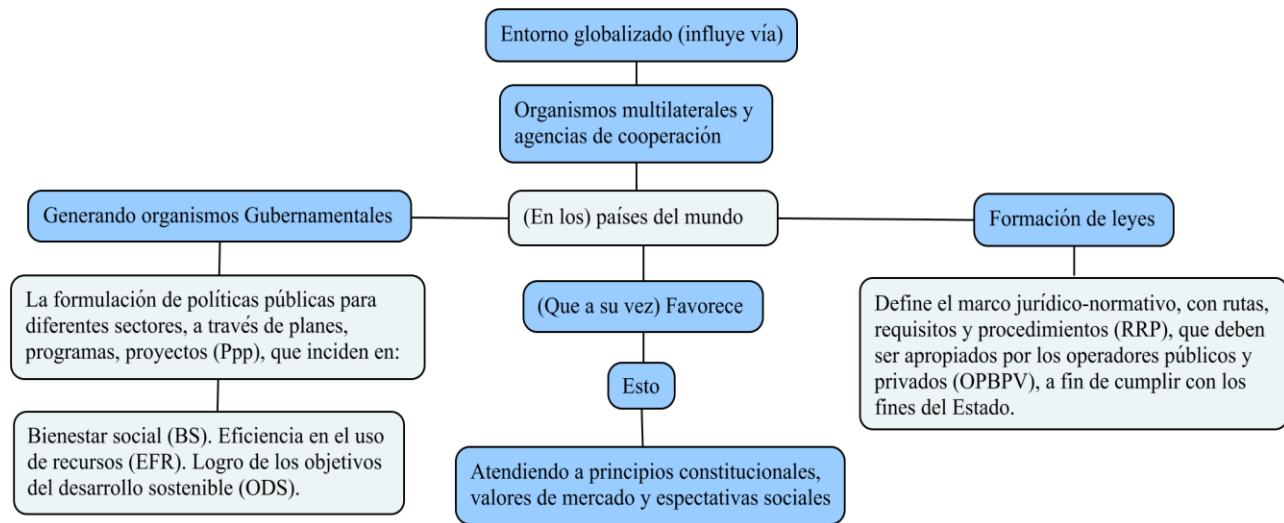 Entorno globalizado (influye vía)
Organismos multilaterales y
agencias de cooperación
Generando organismos Gubernamentales
(En los) países del mundo
Formación de leyes
La formulación de políticas públicas para
diferentes sectores, a través de planes,
programas, proyectos (Ppp), que inciden en:
Bienestar social (BS). Eficiencia en el uso
de recursos (EFR). Logro de los objetivos
del desarrollo sostenible (ODS).
(Que a su vez) Favorece
Esto
Atendiendo a principios constitucionales,
valores de mercado y espectativas sociales
Define el marco jurídico-normativo, con rutas,
requisitos y procedimientos (RRP), que deben
ser apropiados por los operadores públicos y
privados (OPBPV), a fin de cumplir con los
fines del Estado.